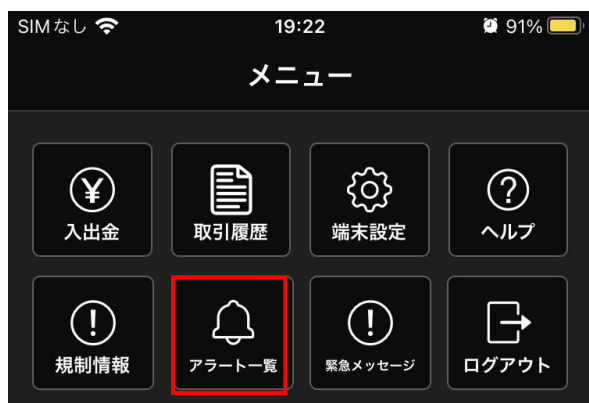 SIMなし 19:22 91%
メニュー
¥
入出金 取引履歴 端末設定 ?
ヘルプ
! ! 
規制情報 アラート一覧 緊急メッセージ ログアウト